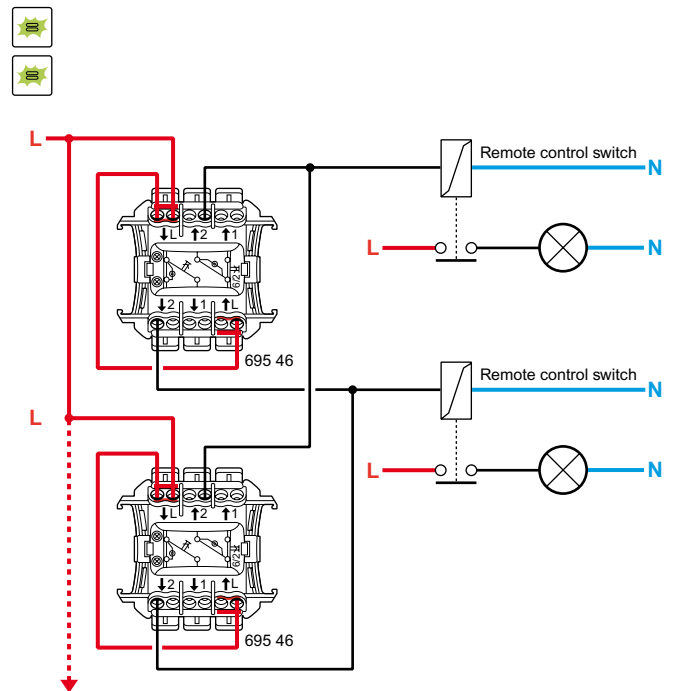 L
Remote control switch
N
↓L ↑2 ↑1
L
N
↓2 ↓1 ↑L
695 46
Remote control switch
N
L
L
N
↓L ↑2 ↑1
↓2 ↓1 ↑L
695 46